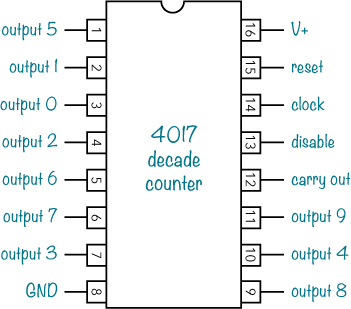 output 5 1 16 V+
output 1 2 15 reset
output 0 3 14 clock
output 2 4 13 disable
output 6 5 12 carry out
output 7 6 11 output 9
output 3 7 10 output 4
GND 8 9 output 8
4017
decade
counter